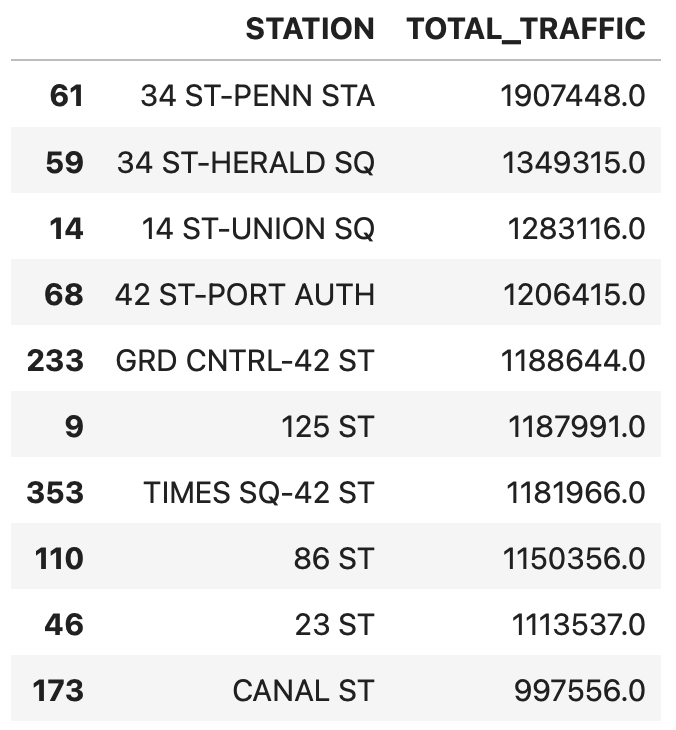 STATION TOTAL_TRAFFIC
61 34 ST-PENN STA 1907448.0
59 34 ST-HERALD SQ 1349315.0
14 14 ST-UNION SQ 1283116.0
68 42 ST-PORT AUTH 1206415.0
233 GRD CNTRL-42 ST 1188644.0
9 125 ST 1187991.0
353 TIMES SQ-42 ST 1181966.0
110 86 ST 1150356.0
46 23 ST 1113537.0
173 CANAL ST 997556.0